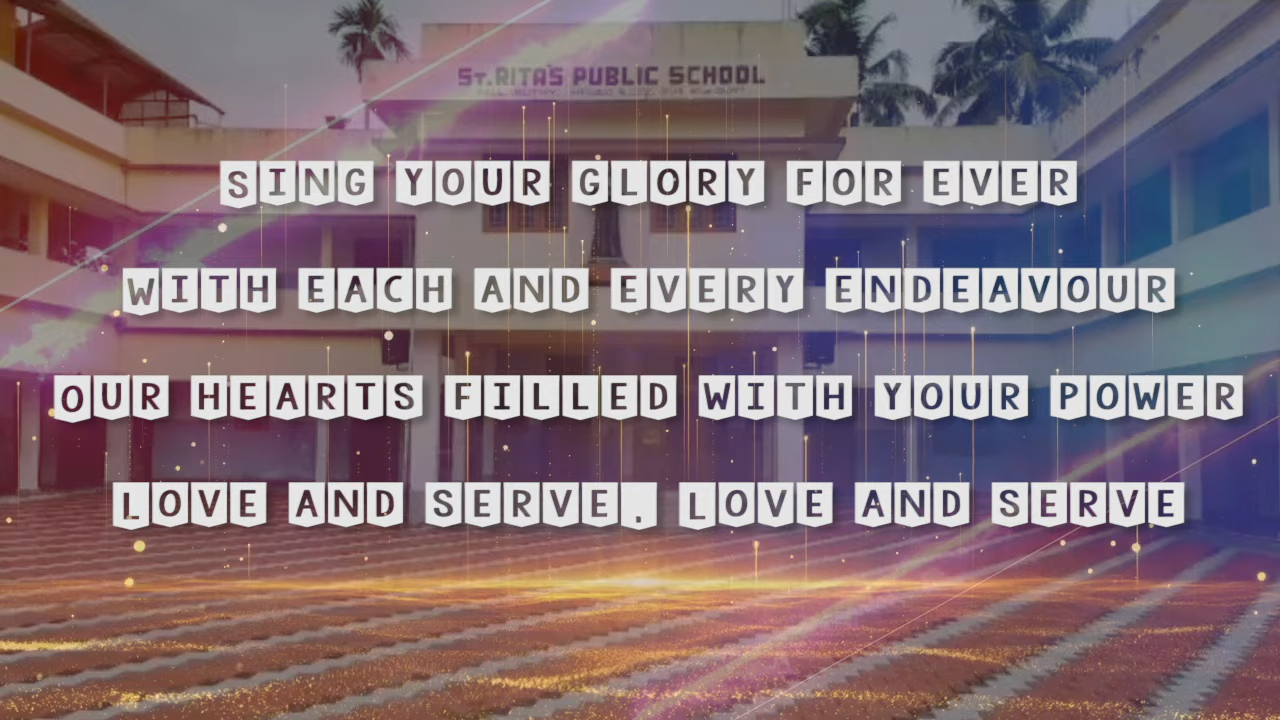 ST. RITA'S PUBLIC SCHOOL
SING YOUR GLORY FOR EVER
WITH EACH AND EVERY ENDEAVOUR
OUR HEARTS FILLED WITH YOUR POWER
LOVE AND SERVE, LOVE AND SERVE